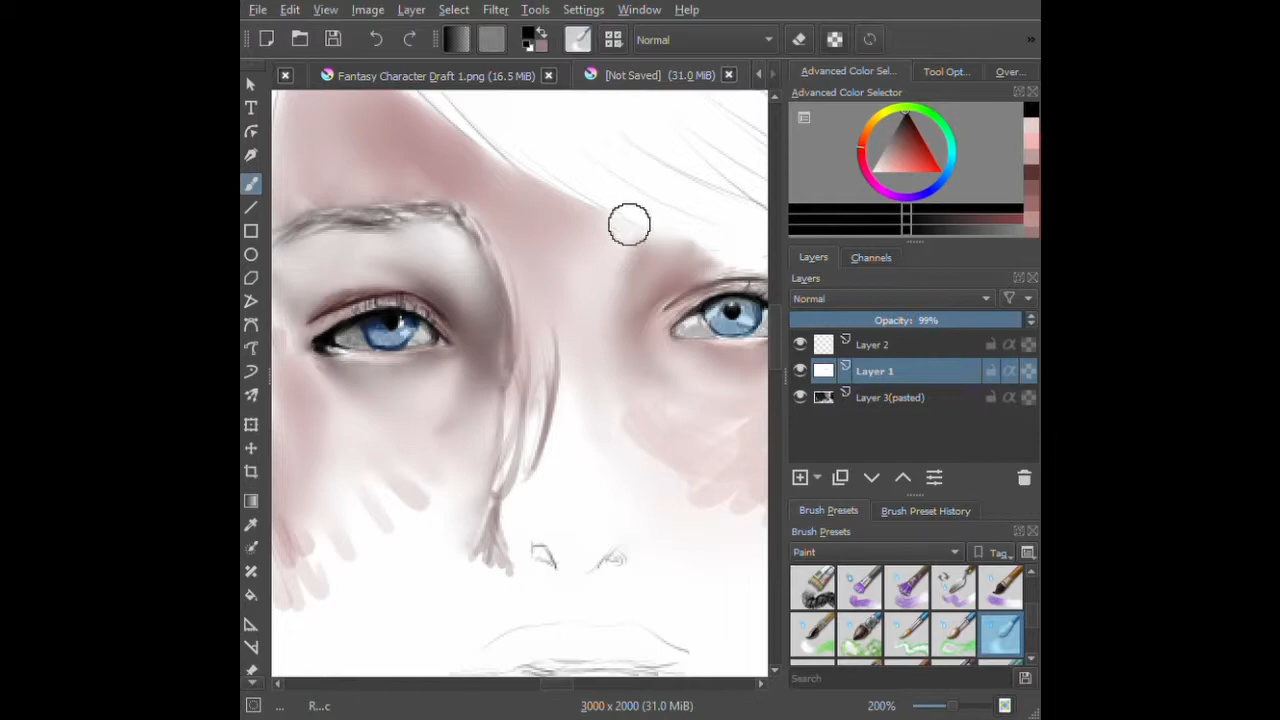 File Edit View Image Layer Select Filter Tools Settings Window Help
Normal
Fantasy Character Draft 1.png (16.5 MiB)
[Not Saved] (31.0 MiB)
Advanced Color Sel...
Tool Opt...
Over...
Advanced Color Selector
Layers
Channels
Layers
Normal
Opacity: 99%
Layer 2
Layer 1
Layer 3(pasted)
Brush Presets
Brush Preset History
Brush Presets
Paint
Tag
Search
...
R...c
3000 x 2000 (31.0 MiB)
200%